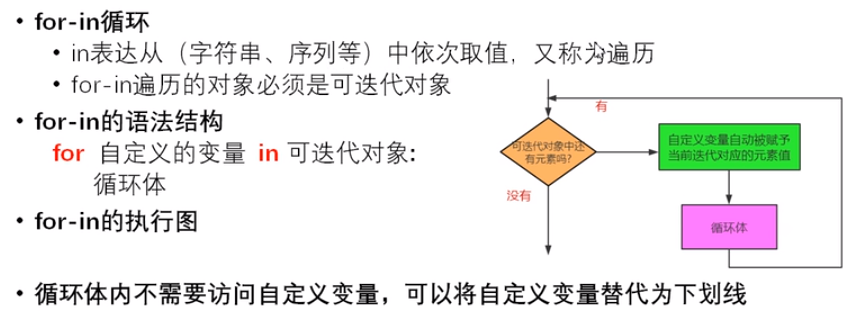 • for-in循环
• in表达从（字符串、序列等）中依次取值，又称为遍历
• for-in遍历的对象必须是可迭代对象
• for-in的语法结构
for 自定义的变量 in 可迭代对象:
循环体
• for-in的执行图
有
可迭代对象中还
有元素吗?
没有
自定义变量自动被赋予
当前迭代对应的元素值
循环体
• 循环体内不需要访问自定义变量，可以将自定义变量替代为下划线